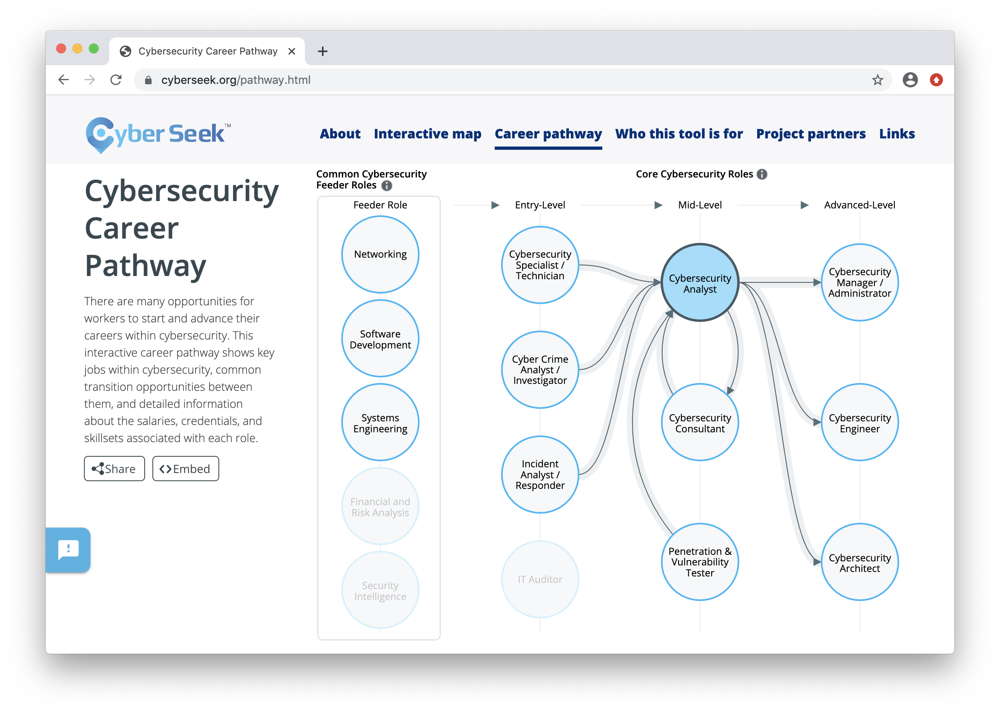 Cybersecurity Career Pathway
cyberseek.org/pathway.html
Cyber Seek™
About
Interactive map
Career pathway
Who this tool is for
Project partners
Links
Cybersecurity
Career
Pathway
There are many opportunities for
workers to start and advance their
careers within cybersecurity. This
interactive career pathway shows key
jobs within cybersecurity, common
transition opportunities between
them, and detailed information
about the salaries, credentials, and
skillsets associated with each role.
Share
Embed
Common Cybersecurity
Feeder Roles
Core Cybersecurity Roles
Feeder Role
Entry-Level
Mid-Level
Advanced-Level
Networking
Software
Development
Systems
Engineering
Financial and
Risk Analysis
Security
Intelligence
Cybersecurity
Specialist /
Technician
Cyber Crime
Analyst /
Investigator
Incident
Analyst /
Responder
IT Auditor
Cybersecurity
Analyst
Cybersecurity
Consultant
Penetration &
Vulnerability
Tester
Cybersecurity
Manager /
Administrator
Cybersecurity
Engineer
Cybersecurity
Architect